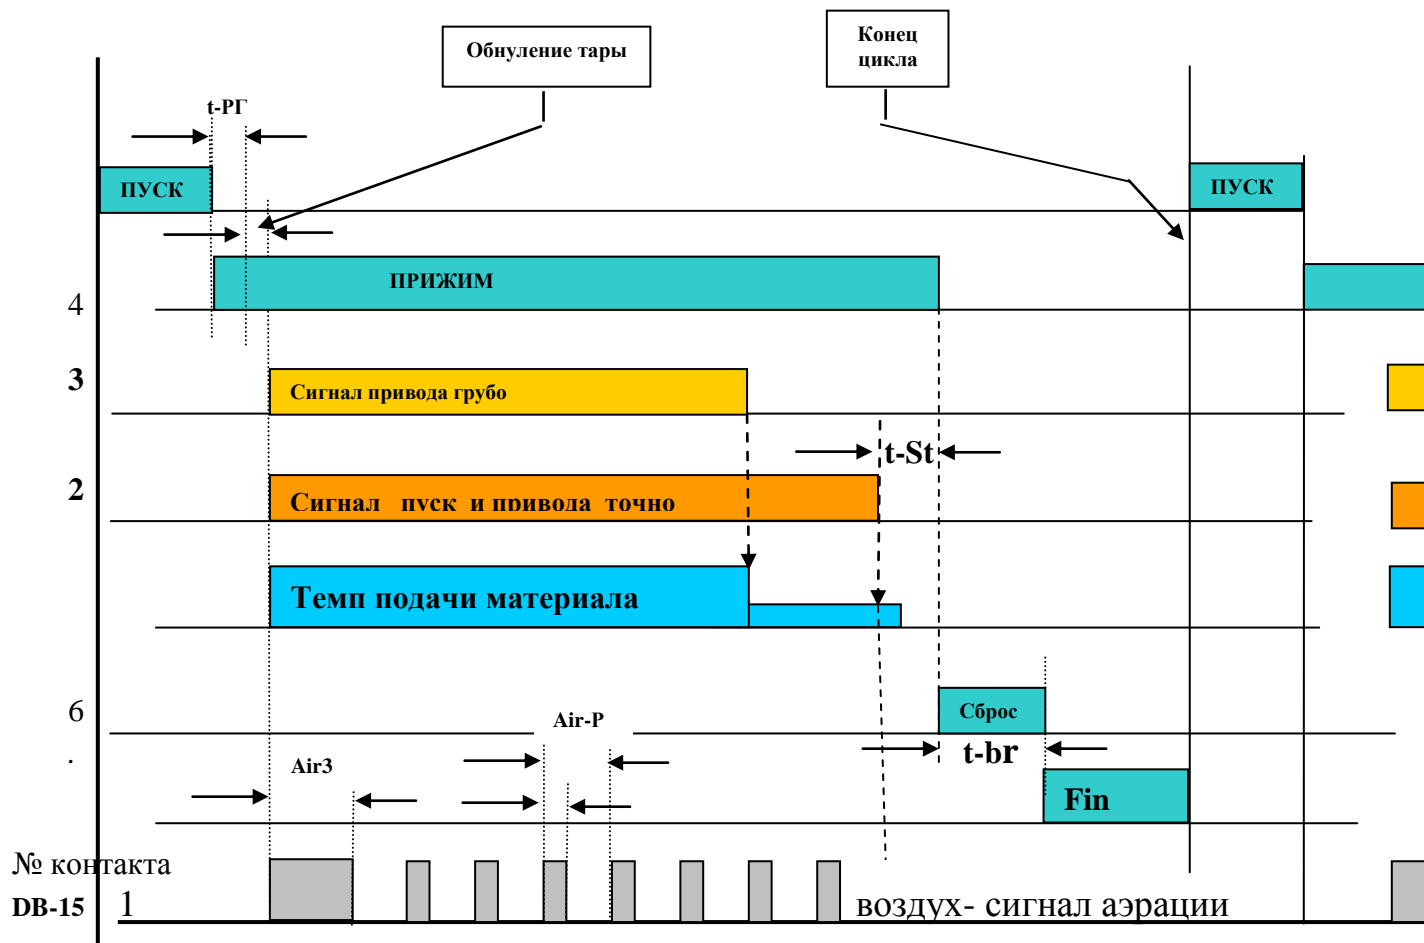 Обнуление тары
Конец
цикла
t-РГ
ПУСК
ПУСК
ПРИЖИМ
4
3
Сигнал привода грубо
t-St
2
Сигнал пуск и привода точно
Темп подачи материала
6
Сброс
Air-P
.
t-br
Air3
Fin
№ контакта
DB-15 1
воздух- сигнал аэрации